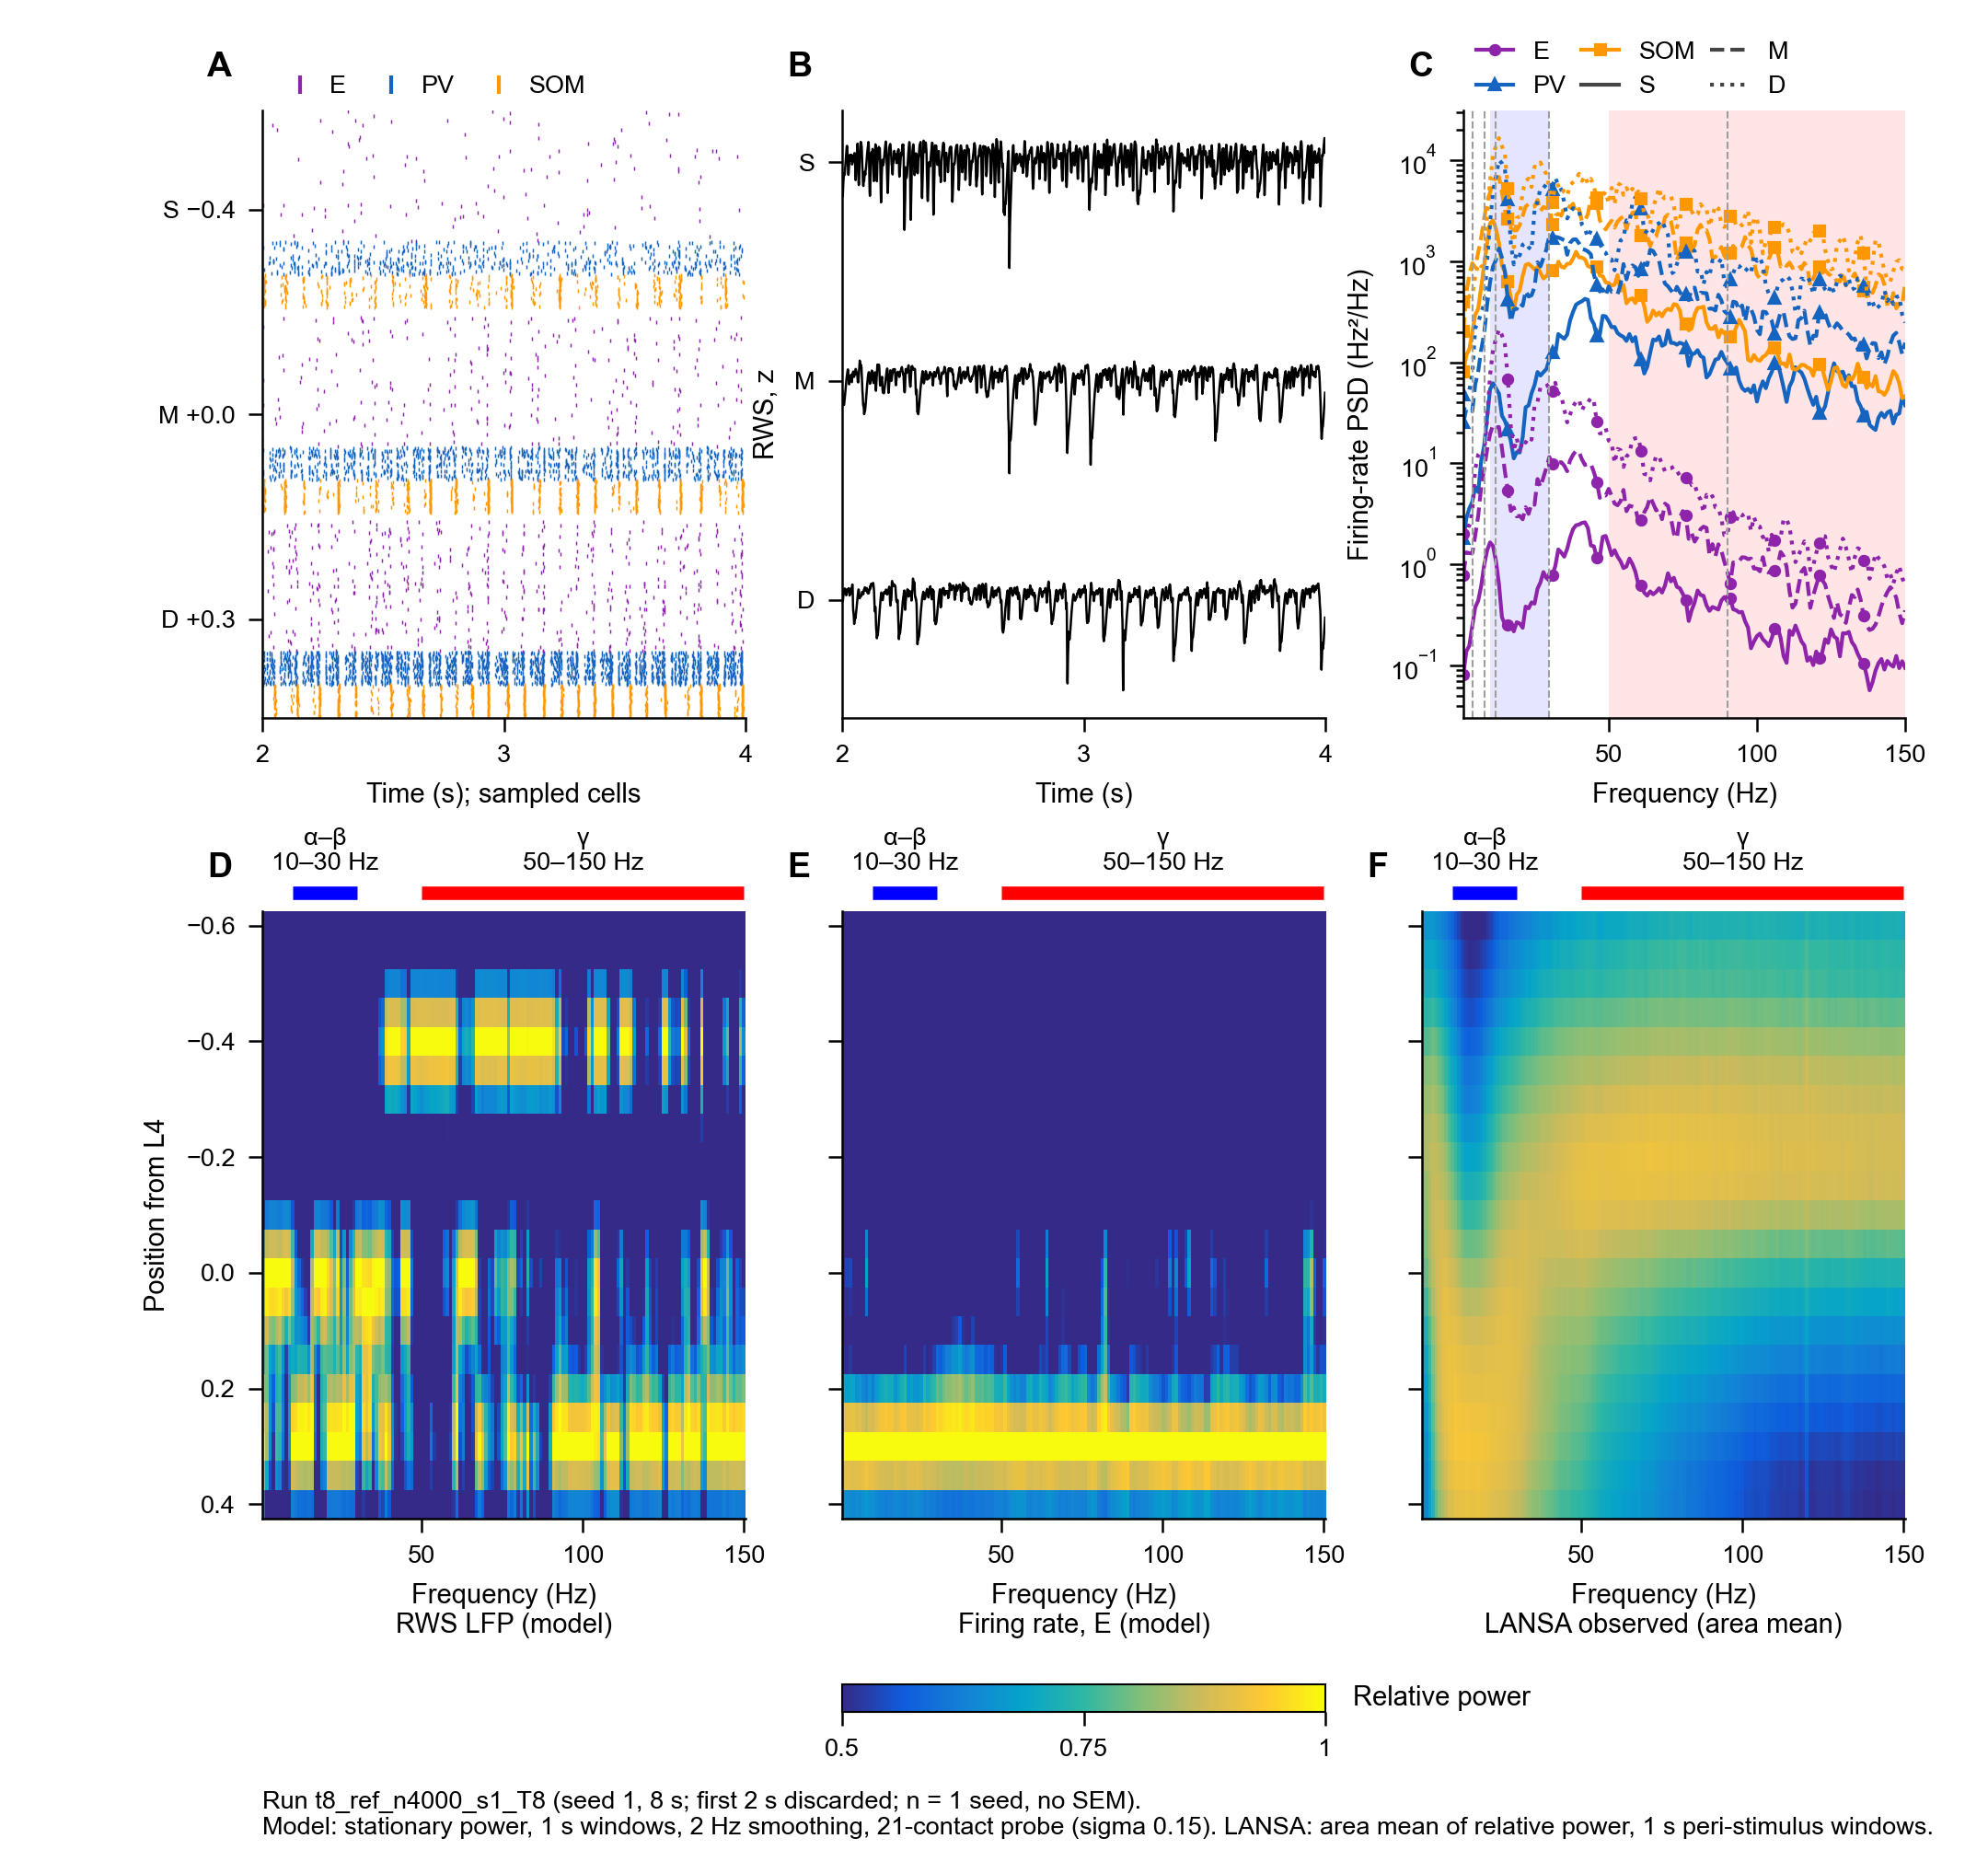 A
E
PV
SOM
S −0.4
M +0.0
D +0.3
2
3
4
Time (s); sampled cells
B
RWS, z
S
M
D
2
3
4
Time (s)
C
E
SOM
M
PV
S
D
Firing-rate PSD (Hz²/Hz)
10⁴
10³
10²
10¹
10⁰
10⁻¹
50
100
150
Frequency (Hz)
D
α–β
10–30 Hz
γ
50–150 Hz
Position from L4
−0.6
−0.4
−0.2
0.0
0.2
0.4
50
100
150
Frequency (Hz)
RWS LFP (model)
E
α–β
10–30 Hz
γ
50–150 Hz
50
100
150
Frequency (Hz)
Firing rate, E (model)
F
α–β
10–30 Hz
γ
50–150 Hz
50
100
150
Frequency (Hz)
LANSA observed (area mean)
Relative power
0.5
0.75
1
Run t8_ref_n4000_s1_T8 (seed 1, 8 s; first 2 s discarded; n = 1 seed, no SEM).
Model: stationary power, 1 s windows, 2 Hz smoothing, 21-contact probe (sigma 0.15). LANSA: area mean of relative power, 1 s peri-stimulus windows.